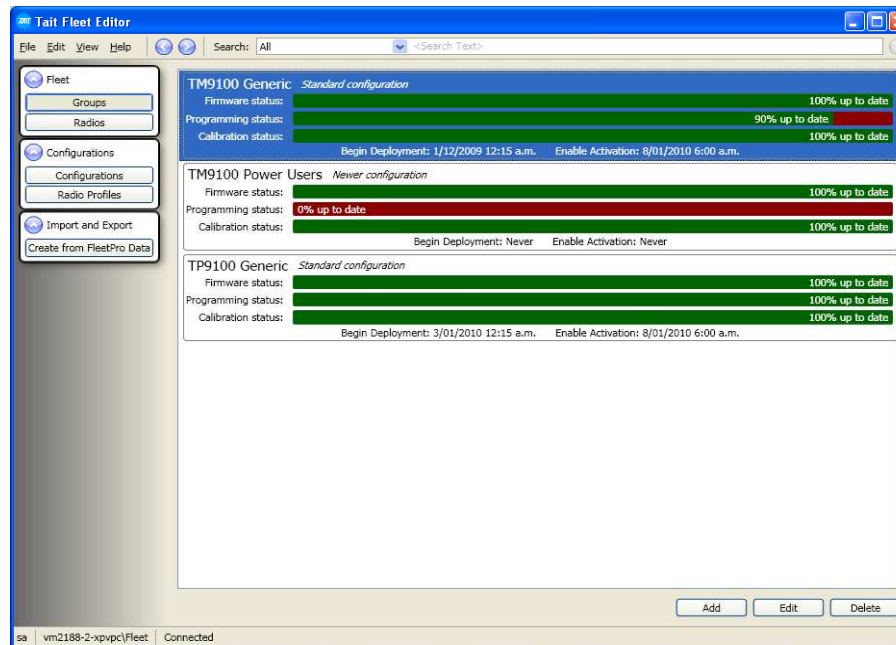 TAIT Tait Fleet Editor
File Edit View Help Search: All <Search Text>
Fleet
Groups
Radios
Configurations
Configurations
Radio Profiles
Import and Export
Create from FleetPro Data
TM9100 Generic Standard configuration
Firmware status: 100% up to date
Programming status: 90% up to date
Calibration status: 100% up to date
Begin Deployment: 1/12/2009 12:15 a.m. Enable Activation: 8/01/2010 6:00 a.m.
TM9100 Power Users Newer configuration
Firmware status: 100% up to date
Programming status: 0% up to date
Calibration status: 100% up to date
Begin Deployment: Never Enable Activation: Never
TP9100 Generic Standard configuration
Firmware status: 100% up to date
Programming status: 100% up to date
Calibration status: 100% up to date
Begin Deployment: 3/01/2010 12:15 a.m. Enable Activation: 8/01/2010 6:00 a.m.
Add Edit Delete
sa vm2188-2-xpvpc\Fleet Connected